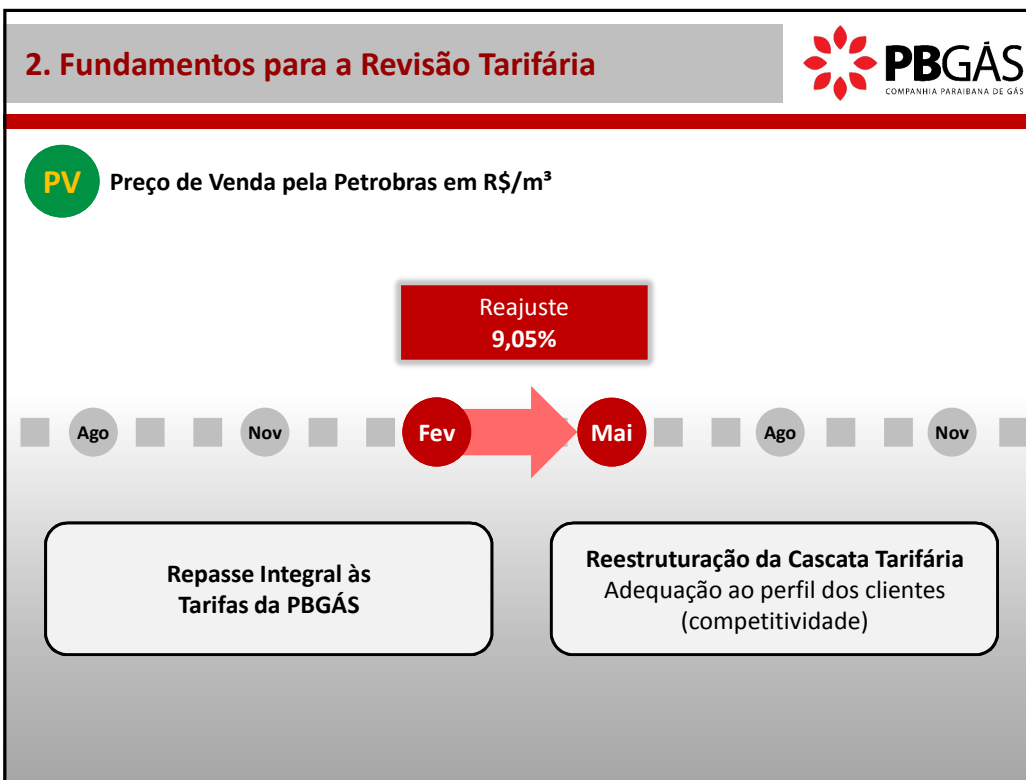 2. Fundamentos para a Revisão Tarifária
PBGÁS
COMPANHIA PARAIBANA DE GÁS
PV
Preço de Venda pela Petrobras em R$/m³
Reajuste
9,05%
Ago
Nov
Fev
Mai
Ago
Nov
Repasse Integral às
Tarifas da PBGÁS
Reestruturação da Cascata Tarifária
Adequação ao perfil dos clientes
(competitividade)